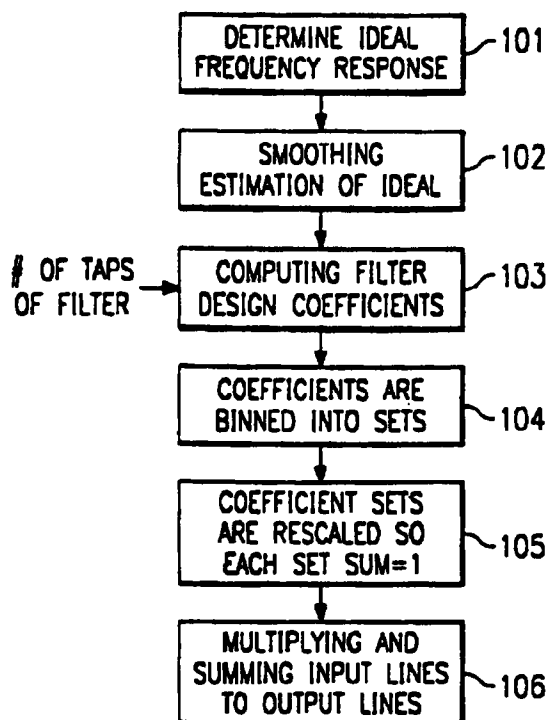 DETERMINE IDEAL
FREQUENCY RESPONSE
101
SMOOTHING
ESTIMATION OF IDEAL
102
# OF TAPS
OF FILTER
COMPUTING FILTER
DESIGN COEFFICIENTS
103
COEFFICIENTS ARE
BINNED INTO SETS
104
COEFFICIENT SETS
ARE RESCALED SO
EACH SET SUM=1
105
MULTIPLYING AND
SUMMING INPUT LINES
TO OUTPUT LINES
106